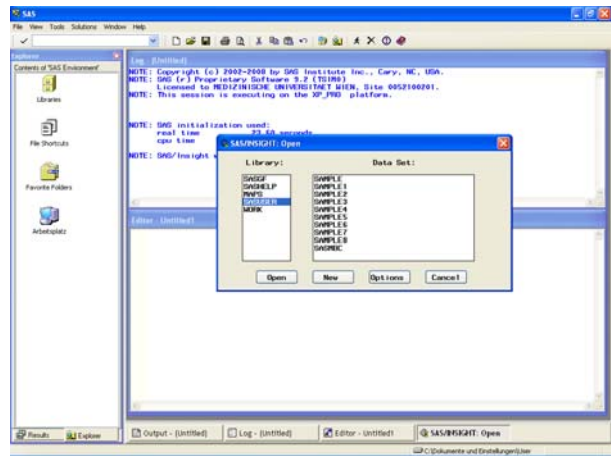 SAS
File View Tools Solutions Window Help
Explorer
Contents of 'SAS Environment'
Libraries
File Shortcuts
Favorite Folders
Arbeitsplatz
Log - (Untitled)
NOTE: Copyright (c) 2002-2008 by SAS Institute Inc., Cary, NC, USA.
NOTE: SAS (r) Proprietary Software 9.2 (TS1M0)
Licensed to MEDIZINISCHE UNIVERSITAET WIEN, Site 0052100201.
NOTE: This session is executing on the XP_PRO platform.
NOTE: SAS initialization used:
real time 23.60 seconds
cpu time
NOTE: SAS/Insight
SAS/INSIGHT: Open
Library: Data Set:
SASGF
SASHELP
MAPS
SASUSER
WORK
SAMPLE
SAMPLE1
SAMPLE2
SAMPLE3
SAMPLE4
SAMPLE5
SAMPLE6
SAMPLE7
SAMPLE8
SASMBC
Open New Options Cancel
Editor - Untitled1
Results Explorer
Output - (Untitled) Log - (Untitled) Editor - Untitled1 SAS/INSIGHT: Open
C:\Dokumente und Einstellungen\User